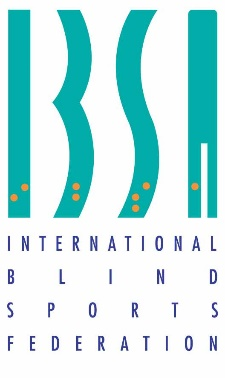 IBSA
INTERNATIONAL
BLIND
SPORTS
FEDERATION